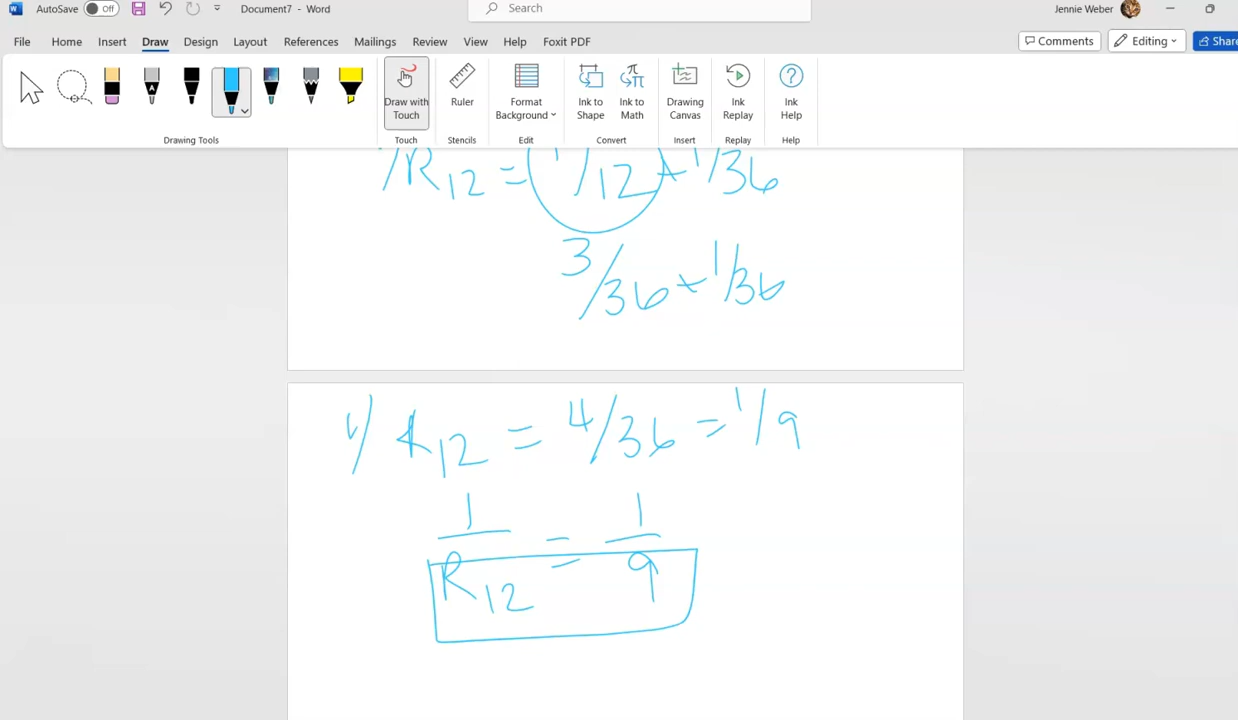 AutoSave Off Document7 - Word Search Jennie Weber
File Home Insert Draw Design Layout References Mailings Review View Help Foxit PDF Comments Editing Share
Draw with Touch Ruler Format Background Ink to Shape Ink to Math Drawing Canvas Ink Replay Ink Help
Drawing Tools Touch Stencils Edit Convert Insert Replay Help
1/R12 = 1/12 + 1/36
3/36 + 1/36
1/R12 = 4/36 = 1/9
1/R12 = 1/9